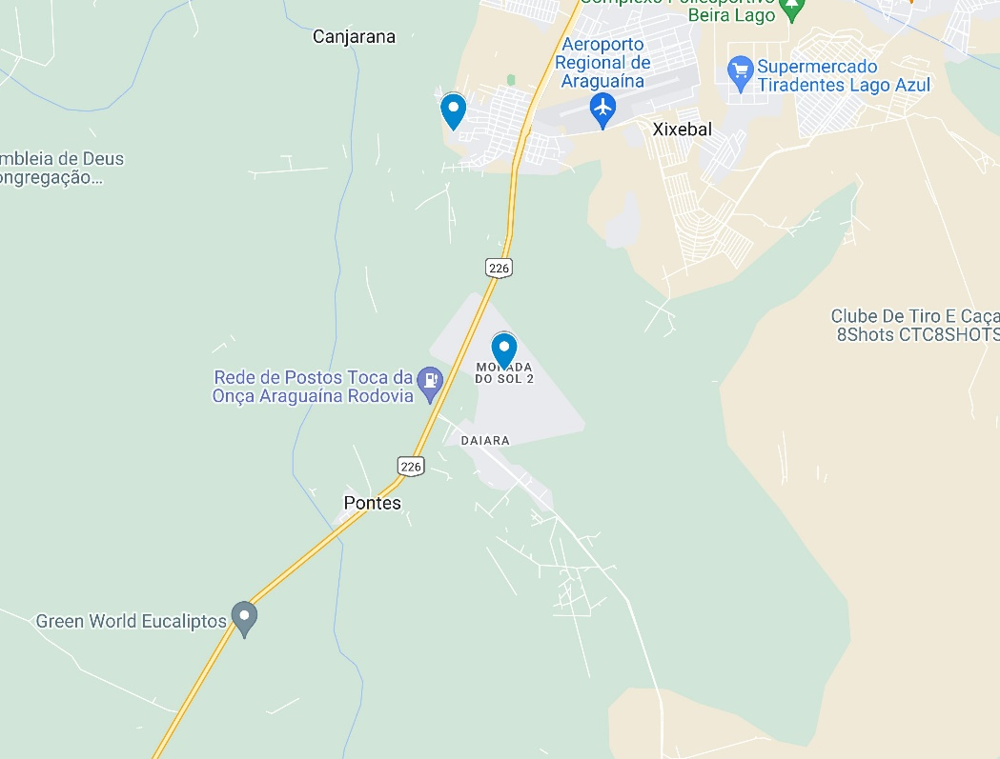 Complexo Poliesportivo
Beira Lago
Canjarana
Aeroporto
Regional de
Araguaína
Supermercado
Tiradentes Lago Azul
Xixebal
mbleia de Deus
ongregação...
226
Clube De Tiro E Caça
8Shots CTC8SHOTS
MORADA
DO SOL 2
Rede de Postos Toca da
Onça Araguaína Rodovia
DAIARA
226
Pontes
Green World Eucaliptos